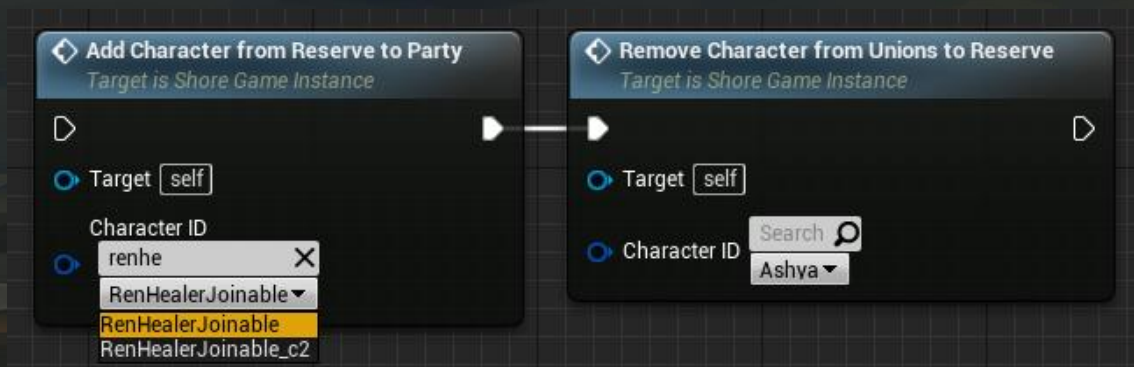 Add Character from Reserve to Party
Target is Shore Game Instance
Target self
Character ID
renhe
RenHealerJoinable
RenHealerJoinable
RenHealerJoinable_c2
Remove Character from Unions to Reserve
Target is Shore Game Instance
Target self
Character ID
Search
Ashya